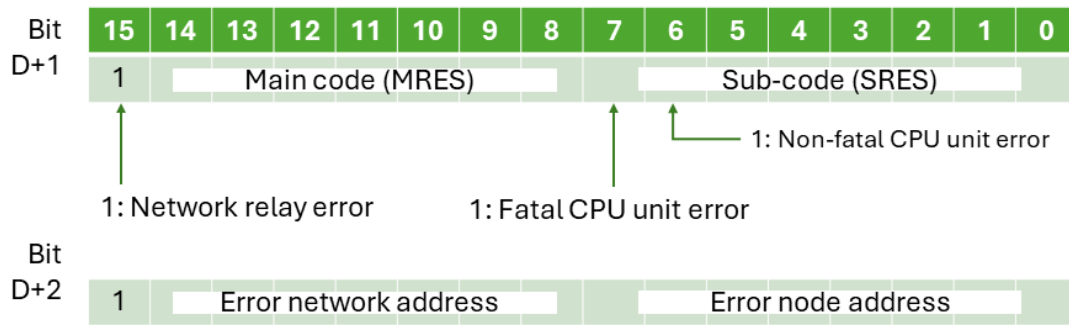 Bit 15 14 13 12 11 10 9 8 7 6 5 4 3 2 1 0
D+1 1 Main code (MRES) Sub-code (SRES)
1: Non-fatal CPU unit error
1: Network relay error 1: Fatal CPU unit error
Bit
D+2 1 Error network address Error node address